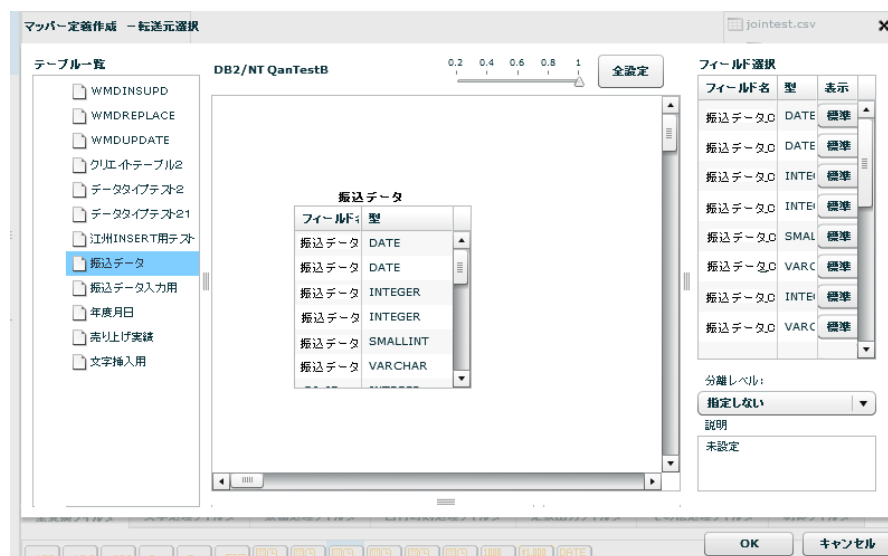 マッパー定義作成 －転送元選択
jointest.csv
テーブル一覧
WMDINSUPD
WMDREPLACE
WMDUPDATE
クリエイトテーブル2
データタイプテスト2
データタイプテスト21
江州INSERT用テスト
振込データ
振込データ入力用
年度月日
売り上げ実績
文字挿入用
DB2/NT QanTestB
0.2 0.4 0.6 0.8 1
全設定
振込データ
フィールド名 型
振込データ DATE
振込データ DATE
振込データ INTEGER
振込データ INTEGER
振込データ SMALLINT
振込データ VARCHAR
フィールド選択
フィールド名 型 表示
振込データ.C DATE 標準
振込データ.C DATE 標準
振込データ.C INTE 標準
振込データ.C INTE 標準
振込データ.C SMAL 標準
振込データ.C VARC 標準
振込データ.C INTE 標準
振込データ.C VARC 標準
分離レベル:
指定しない
説明
未設定
OK キャンセル
DATE